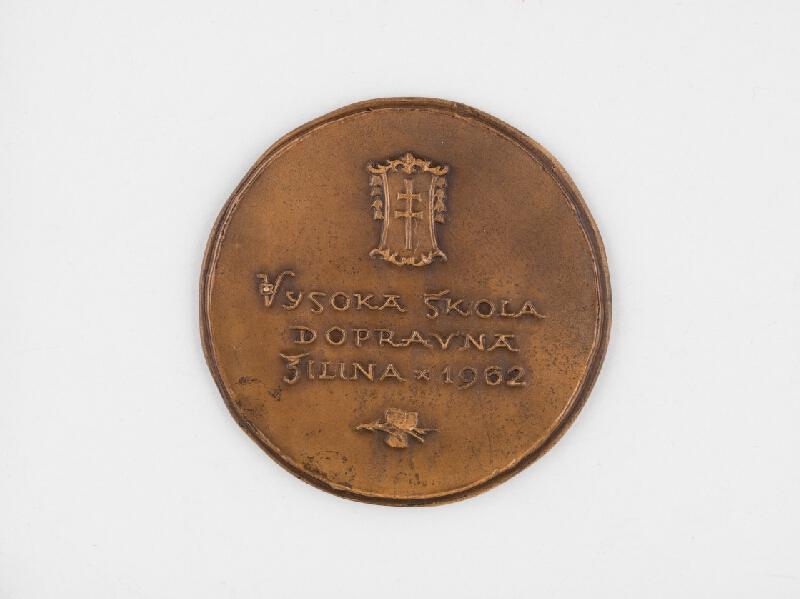 VYSOKA ŠKOLA
DOPRAVNA
ŽILINA × 1962